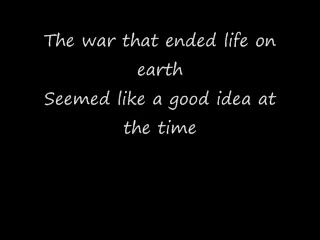 The war that ended life on
earth
Seemed like a good idea at
the time